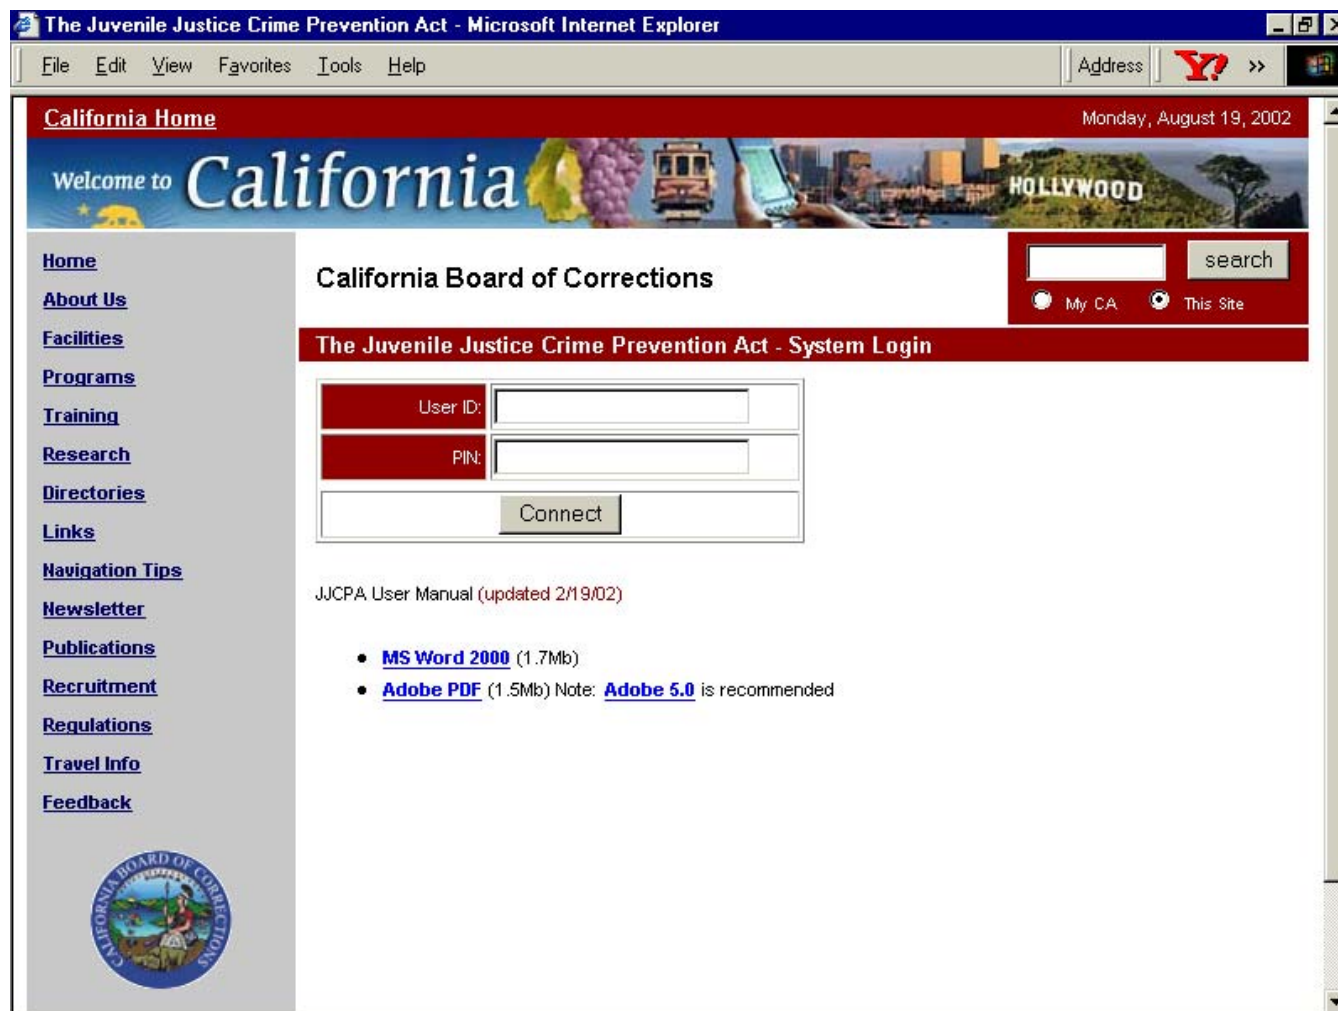 The Juvenile Justice Crime Prevention Act - Microsoft Internet Explorer
File Edit View Favorites Tools Help Address Y! »
California Home Monday, August 19, 2002
Welcome to California
HOLLYWOOD
Home
About Us
Facilities
Programs
Training
Research
Directories
Links
Navigation Tips
Newsletter
Publications
Recruitment
Regulations
Travel Info
Feedback
CALIFORNIA BOARD OF CORRECTIONS
California Board of Corrections
search
My CA This Site
The Juvenile Justice Crime Prevention Act - System Login
User ID:
PIN:
Connect
JJCPA User Manual (updated 2/19/02)
• MS Word 2000 (1.7Mb)
• Adobe PDF (1.5Mb) Note: Adobe 5.0 is recommended